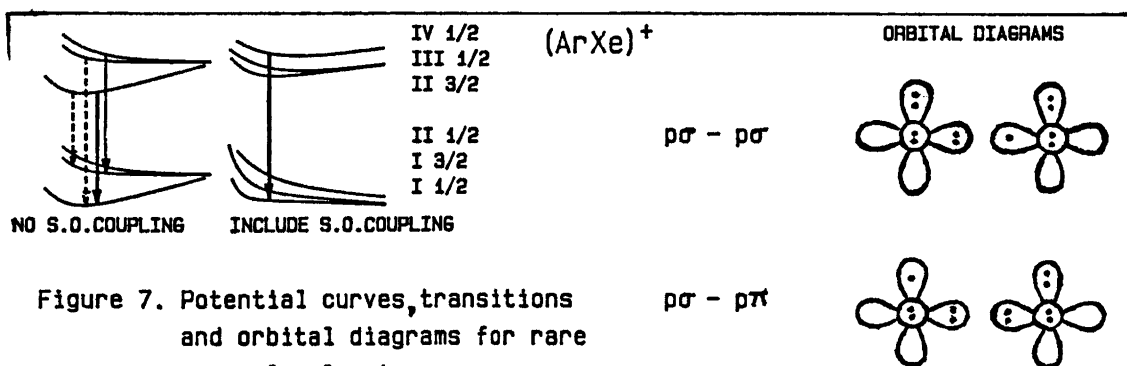 IV 1/2
III 1/2
II 3/2
II 1/2
I 3/2
I 1/2
NO S.O.COUPLING
INCLUDE S.O.COUPLING
(ArXe)+
ORBITAL DIAGRAMS
pσ - pσ
pσ - pπ
Figure 7. Potential curves, transitions
and orbital diagrams for rare